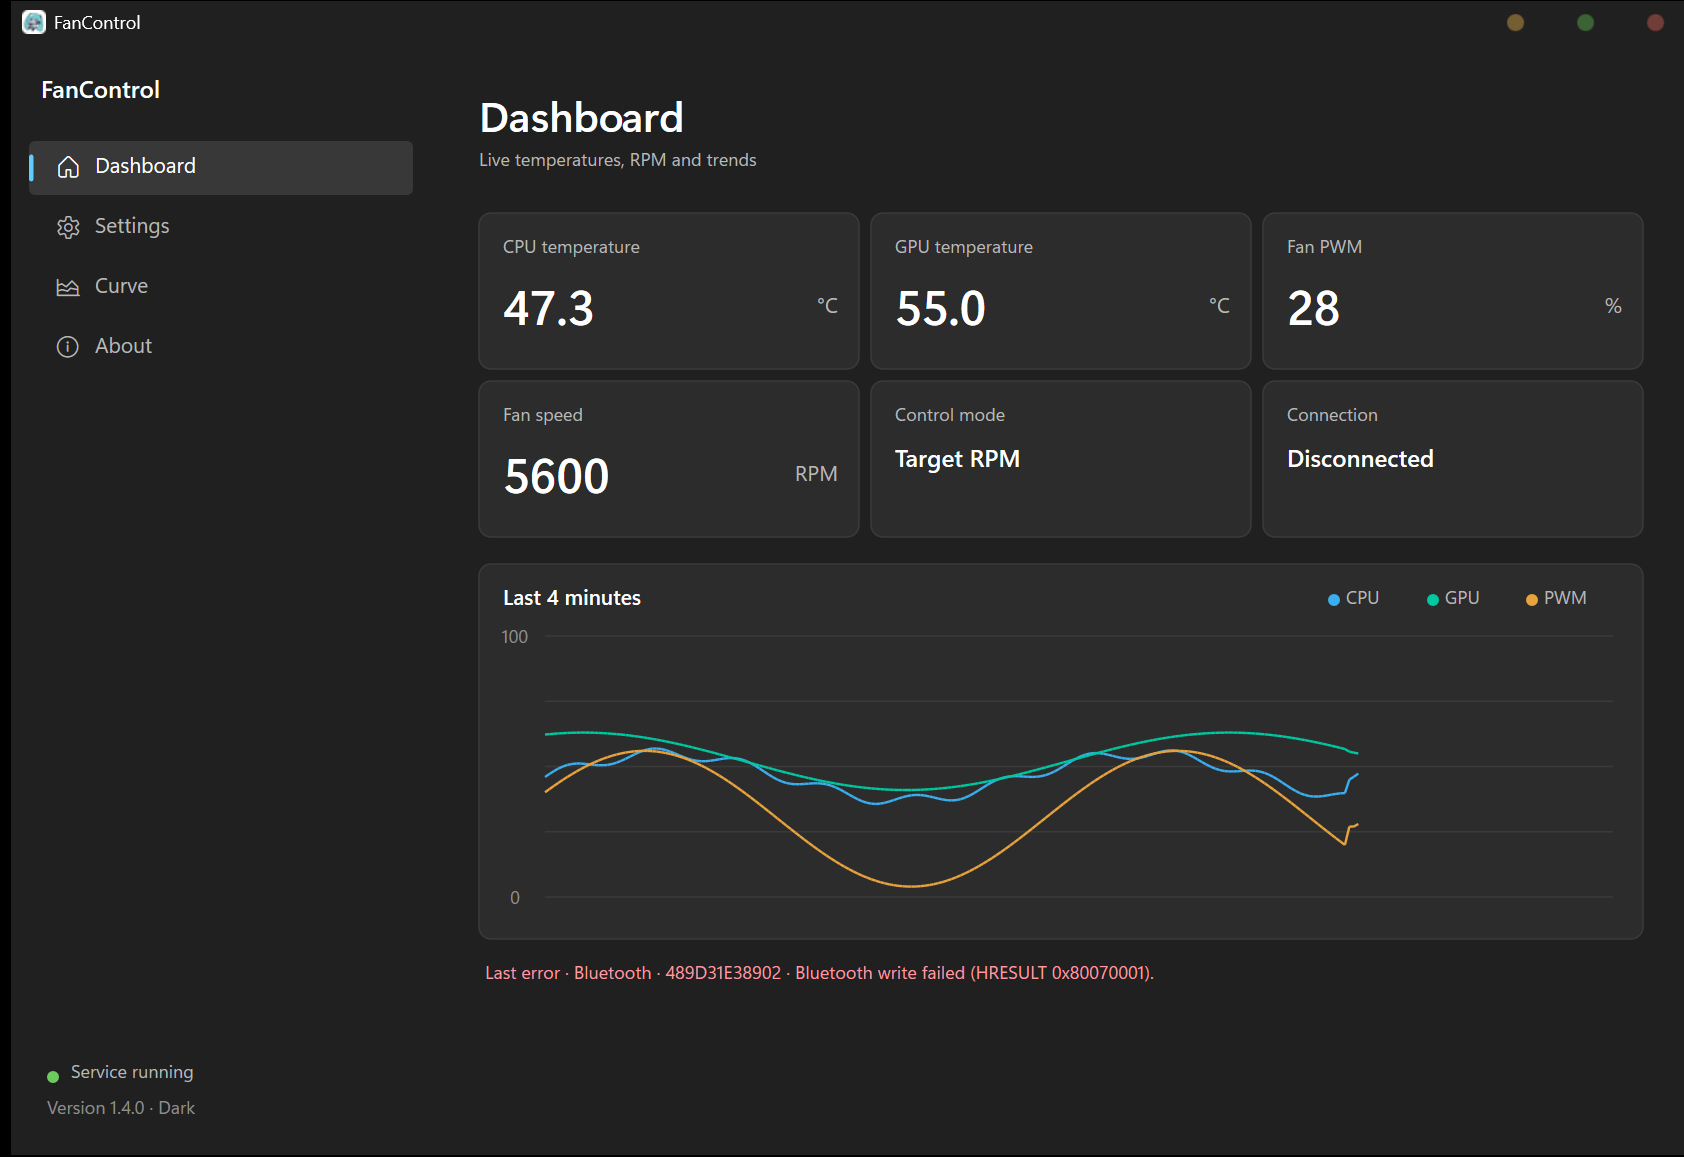 FanControl
FanControl
Dashboard
Settings
Curve
About
Dashboard
Live temperatures, RPM and trends
CPU temperature
47.3 °C
GPU temperature
55.0 °C
Fan PWM
28 %
Fan speed
5600 RPM
Control mode
Target RPM
Connection
Disconnected
Last 4 minutes
CPU GPU PWM
100
0
Last error · Bluetooth · 489D31E38902 · Bluetooth write failed (HRESULT 0x80070001).
Service running
Version 1.4.0 · Dark